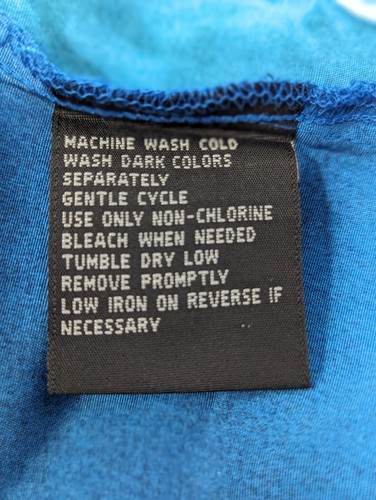 MACHINE WASH COLD
WASH DARK COLORS
SEPARATELY
GENTLE CYCLE
USE ONLY NON-CHLORINE
BLEACH WHEN NEEDED
TUMBLE DRY LOW
REMOVE PROMPTLY
LOW IRON ON REVERSE IF
NECESSARY